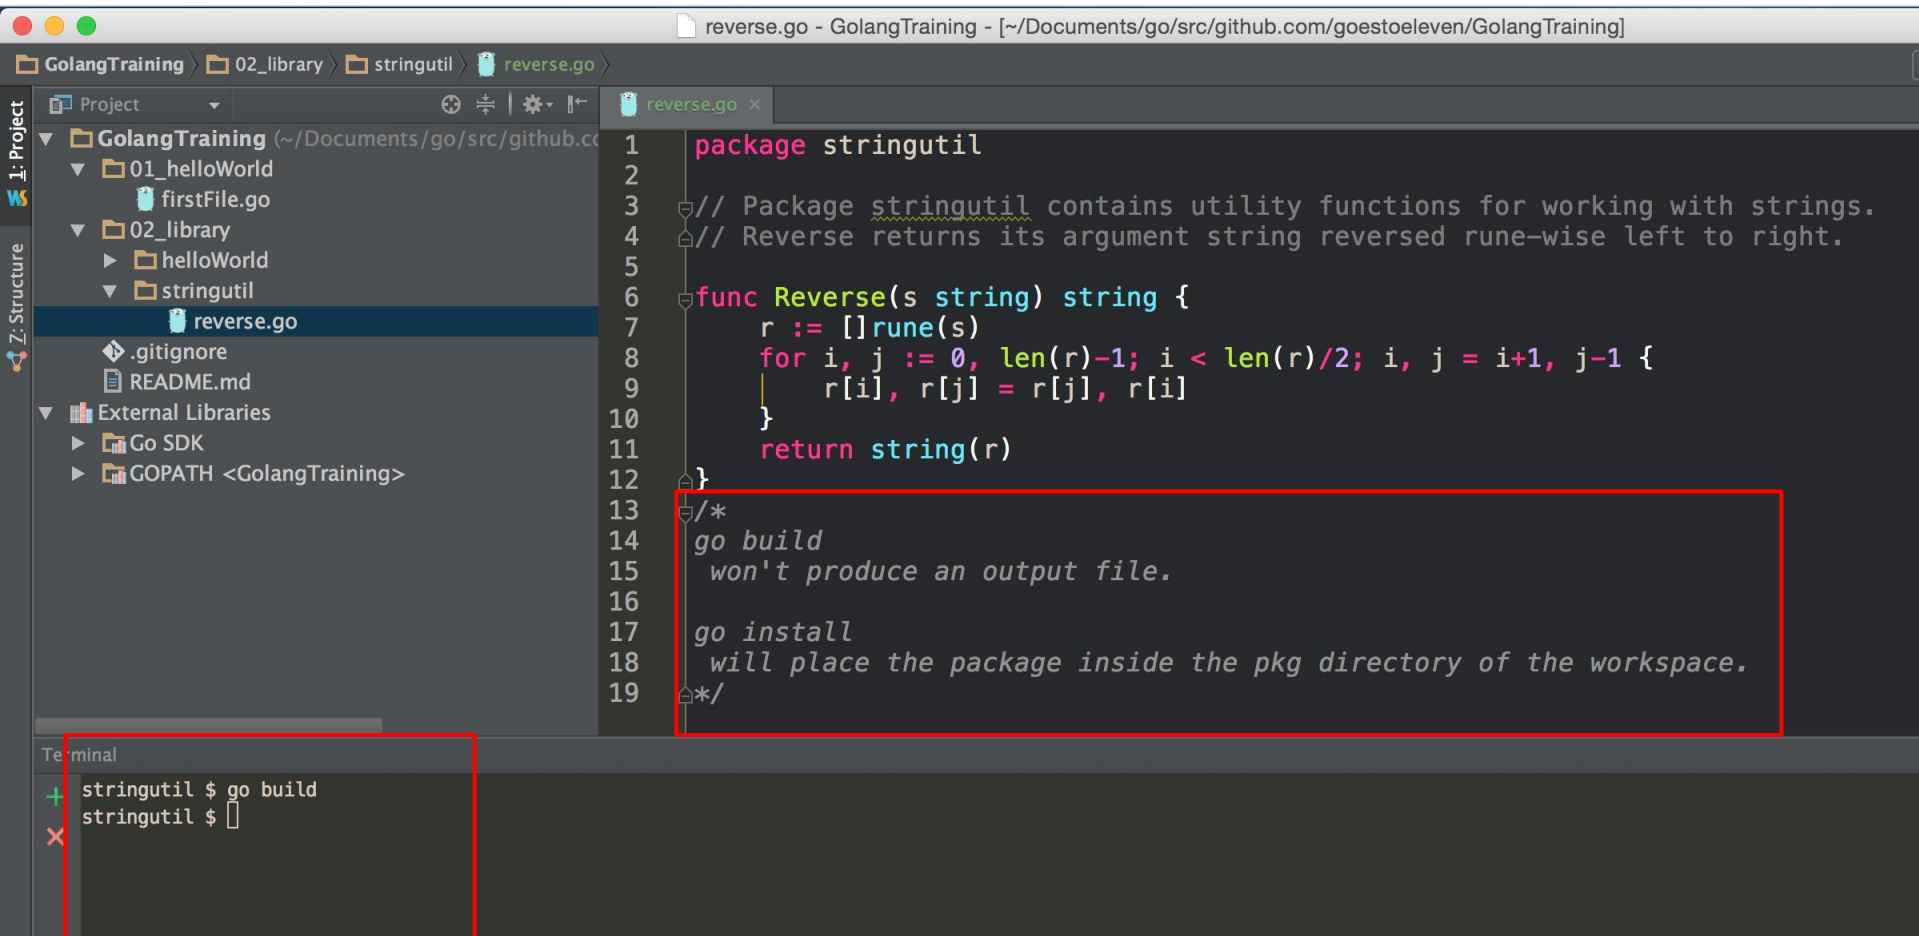 reverse.go - GolangTraining - [~/Documents/go/src/github.com/goestoeleven/GolangTraining]
GolangTraining 02_library stringutil reverse.go
1: Project
Z: Structure
Project
GolangTraining (~/Documents/go/src/github.cc
01_helloWorld
firstFile.go
02_library
helloWorld
stringutil
reverse.go
.gitignore
README.md
External Libraries
Go SDK
GOPATH <GolangTraining>
reverse.go
1 package stringutil
2
3 // Package stringutil contains utility functions for working with strings.
4 // Reverse returns its argument string reversed rune-wise left to right.
5
6 func Reverse(s string) string {
7 r := []rune(s)
8 for i, j := 0, len(r)-1; i < len(r)/2; i, j = i+1, j-1 {
9 r[i], r[j] = r[j], r[i]
10 }
11 return string(r)
12 }
13 /*
14 go build
15 won't produce an output file.
16
17 go install
18 will place the package inside the pkg directory of the workspace.
19 */
Terminal
stringutil $ go build
stringutil $